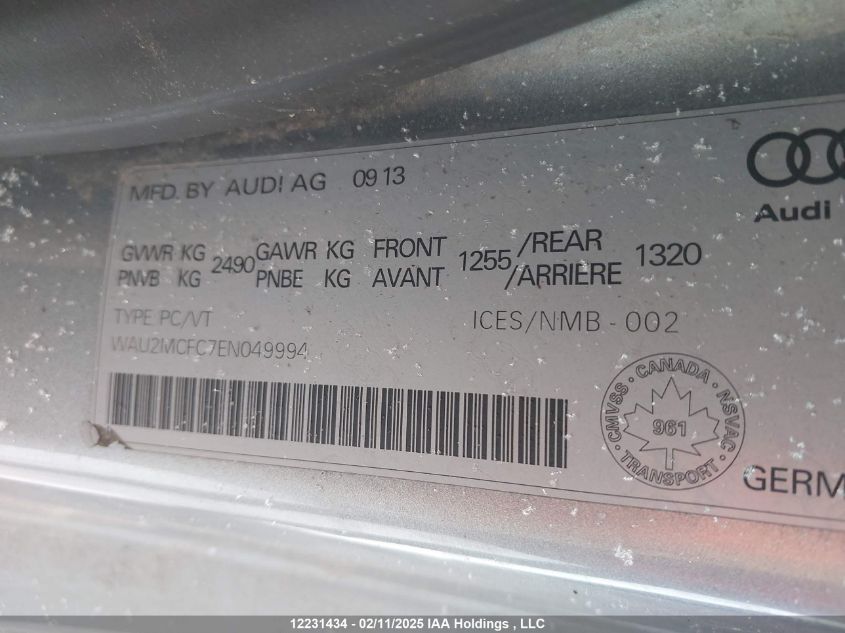 MFD. BY AUDI AG 09 13
Audi
GVWR KG 2490 GAWR KG FRONT 1255 /REAR 1320
PNVB KG PNBE KG AVANT /ARRIÈRE
TYPE PC/VT ICES/NMB - 002
WAU2MCFC7EN049994
CMVSS · CANADA · NSVAC · TRANSPORT ·
961
GERM
12231434 - 02/11/2025 IAA Holdings , LLC